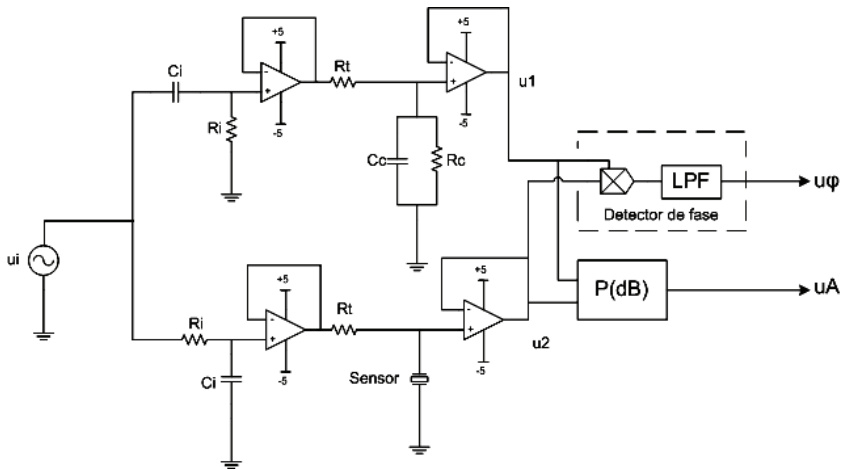 +5
-
+
-5
Ci
Ri
Rt
+5
-
+
-5
u1
Cc
Rc
LPF
uφ
Detector de fase
ui
P(dB)
uA
+5
-
+
-5
Ri
Ci
Rt
+5
-
+
-5
u2
Sensor